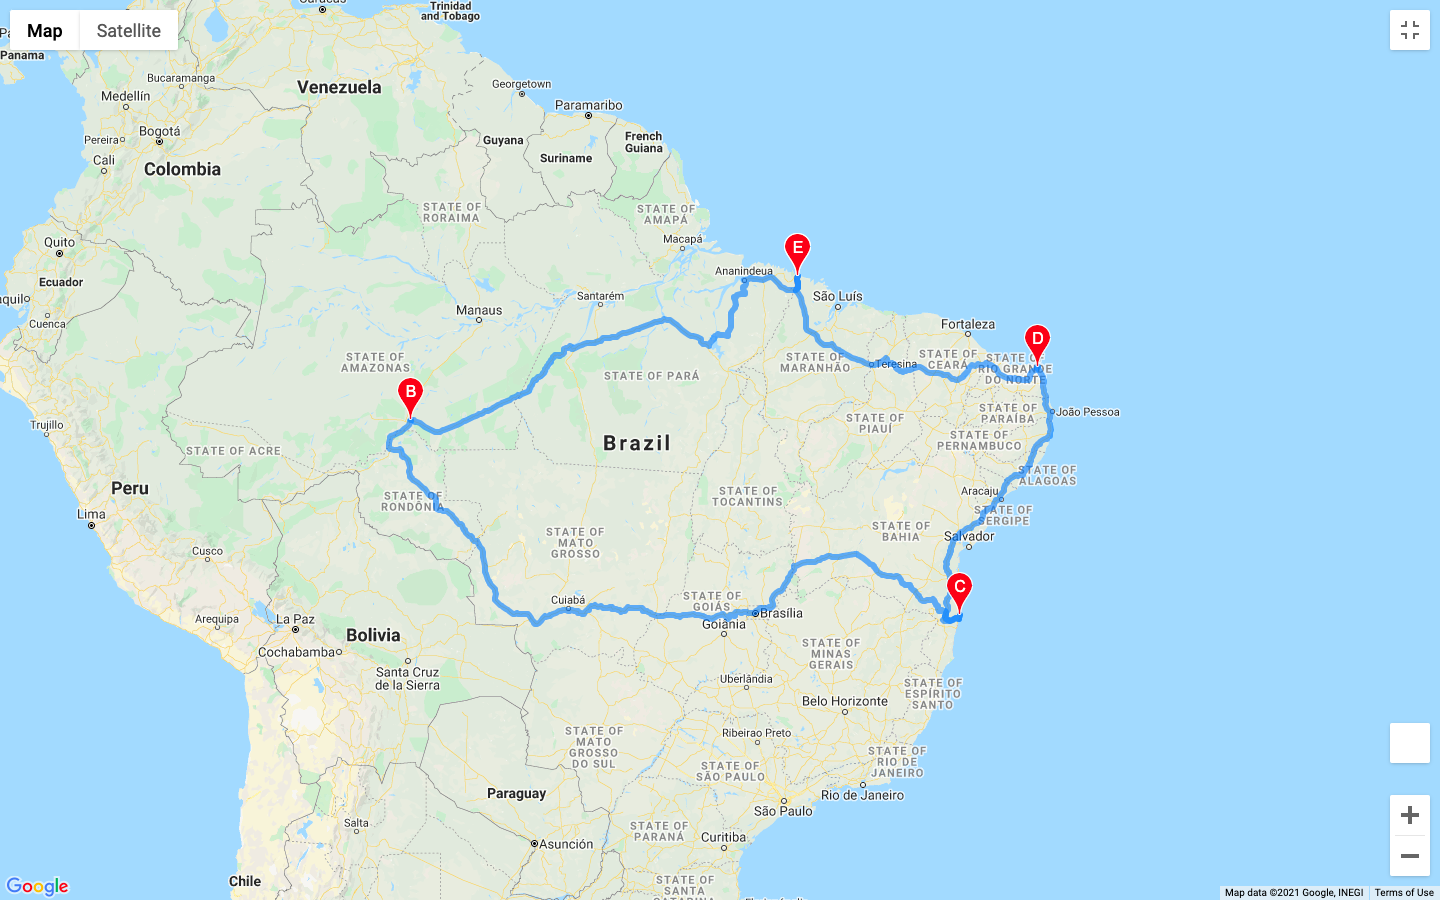 Map
Satellite
Caracas
Trinidad
and Tobago
Panama
Bucaramanga
Venezuela
Georgetown
Medellín
Paramaribo
Bogotá
Pereira
French
Guiana
Guyana
Cali
Suriname
Colombia
STATE OF
RORAIMA
STATE OF
AMAPÁ
Quito
Macapá
E
Ecuador
Ananindeua
Santarém
São Luís
Manaus
Cuenca
Fortaleza
D
STATE OF
AMAZONAS
STATE OF
MARANHÃO
Teresina
STATE OF
CEARÁ
STATE OF
RIO GRANDE
DO NORTE
STATE OF PARÁ
B
João Pessoa
STATE OF
PARAÍBA
Trujillo
STATE OF
PIAUÍ
Brazil
STATE OF
PERNAMBUCO
STATE OF ACRE
STATE OF
ALAGOAS
Peru
STATE OF
RONDÔNIA
STATE OF
TOCANTINS
Aracaju
Lima
STATE OF
SERGIPE
STATE OF
BAHIA
STATE OF
MATO
GROSSO
Salvador
Cusco
C
Cuiabá
STATE OF
GOIÁS
Brasília
Arequipa
La Paz
Goiânia
Bolivia
Cochabamba
STATE OF
MINAS
GERAIS
Santa Cruz
de la Sierra
Uberlândia
STATE OF
ESPÍRITO
SANTO
Belo Horizonte
STATE OF
MATO
GROSSO
DO SUL
Ribeirao Preto
STATE OF
RIO DE
JANEIRO
STATE OF
SÃO PAULO
Paraguay
Rio de Janeiro
São Paulo
Salta
STATE OF
PARANÁ
Curitiba
Asunción
Chile
STATE OF
SANTA
Google
Map data ©2021 Google, INEGI
Terms of Use